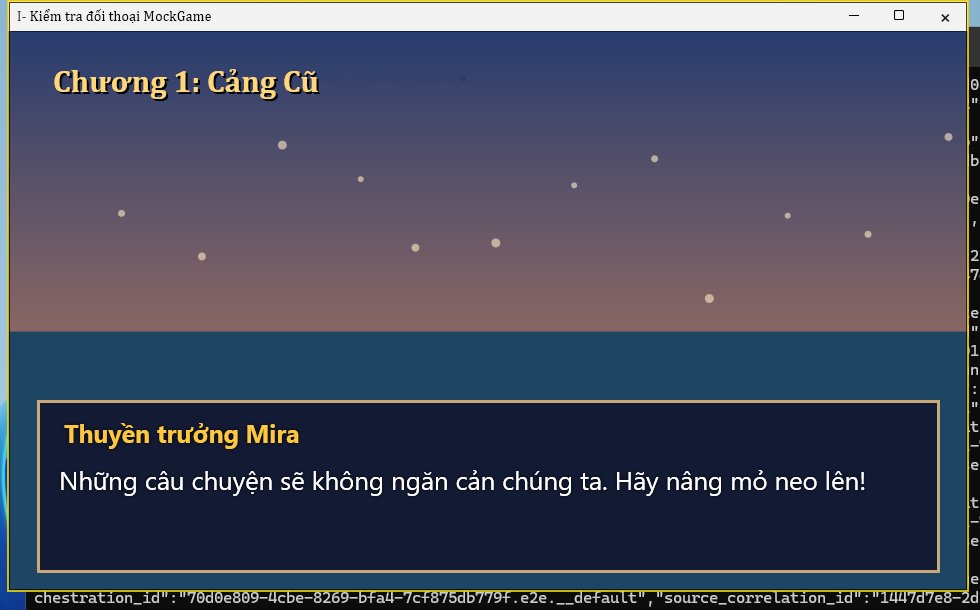 I- Kiểm tra đối thoại MockGame
Chương 1: Cảng Cũ
Thuyền trưởng Mira
Những câu chuyện sẽ không ngăn cản chúng ta. Hãy nâng mỏ neo lên!
chestration_id":"70d0e809-4cbe-8269-bfa4-7cf875db779f.e2e.__default","source_correlation_id":"1447d7e8-2d